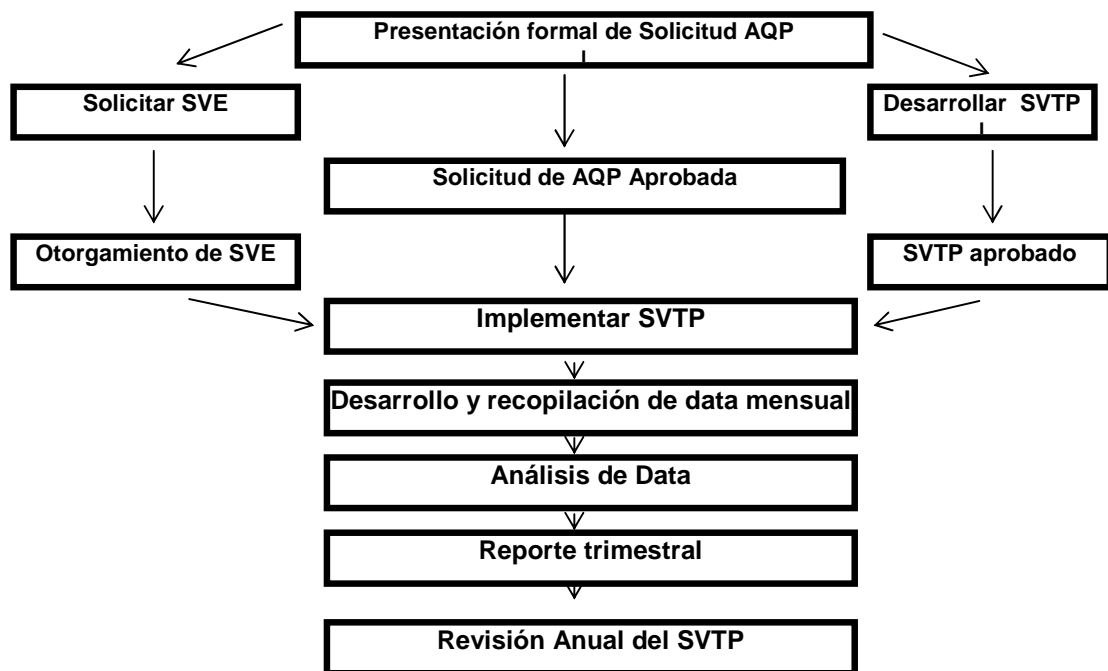 Presentación formal de Solicitud AQP
Solicitar SVE
Desarrollar SVTP
Solicitud de AQP Aprobada
Otorgamiento de SVE
SVTP aprobado
Implementar SVTP
Desarrollo y recopilación de data mensual
Análisis de Data
Reporte trimestral
Revisión Anual del SVTP